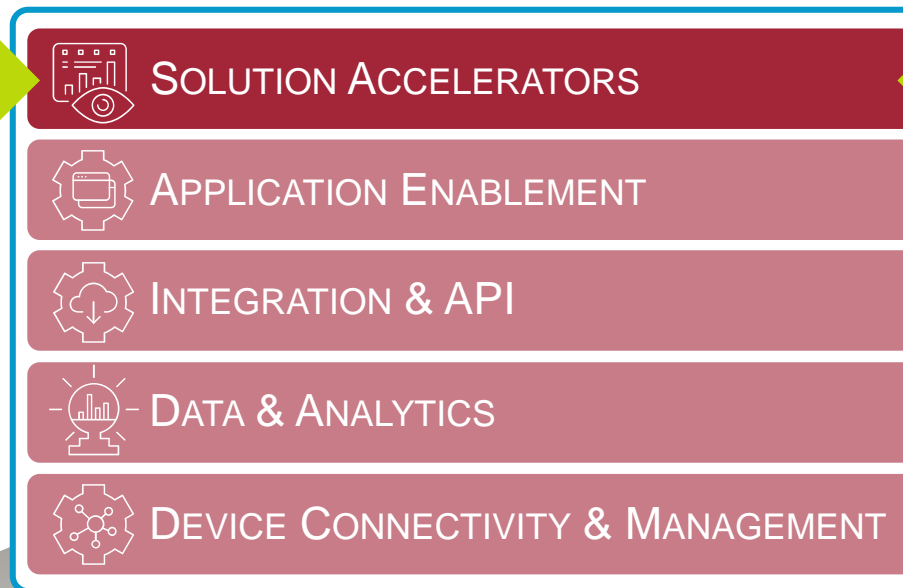 SOLUTION ACCELERATORS
APPLICATION ENABLEMENT
INTEGRATION & API
DATA & ANALYTICS
DEVICE CONNECTIVITY & MANAGEMENT